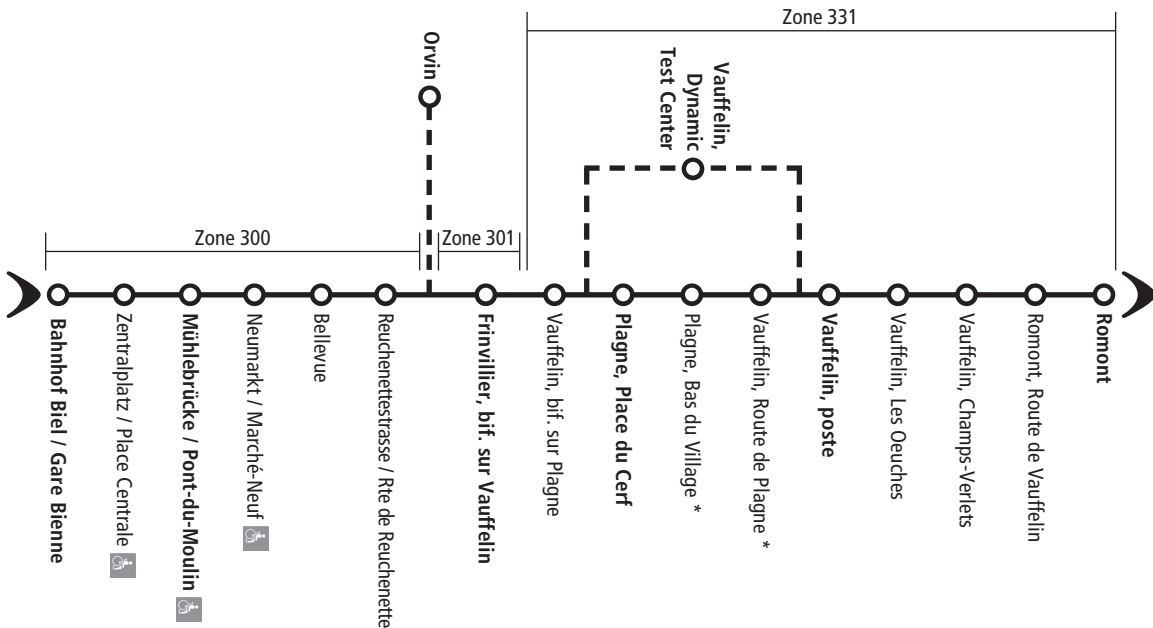 Zone 331
Orvin
Vauffelin,
Dynamic
Test Center
Zone 300
Zone 301
Bahnhof Biel / Gare Bienne
Zentralplatz / Place Centrale
Mühlebrücke / Pont-du-Moulin
Neumarkt / Marché-Neuf
Bellevue
Reuchenettestrasse / Rte de Reuchenette
Frinvillier, bif. sur Vauffelin
Vauffelin, bif. sur Plagne
Plagne, Place du Cerf
Plagne, Bas du Village *
Vauffelin, Route de Plagne *
Vauffelin, poste
Vauffelin, Les Oeuches
Vauffelin, Champs-Verlets
Romont, Route de Vauffelin
Romont